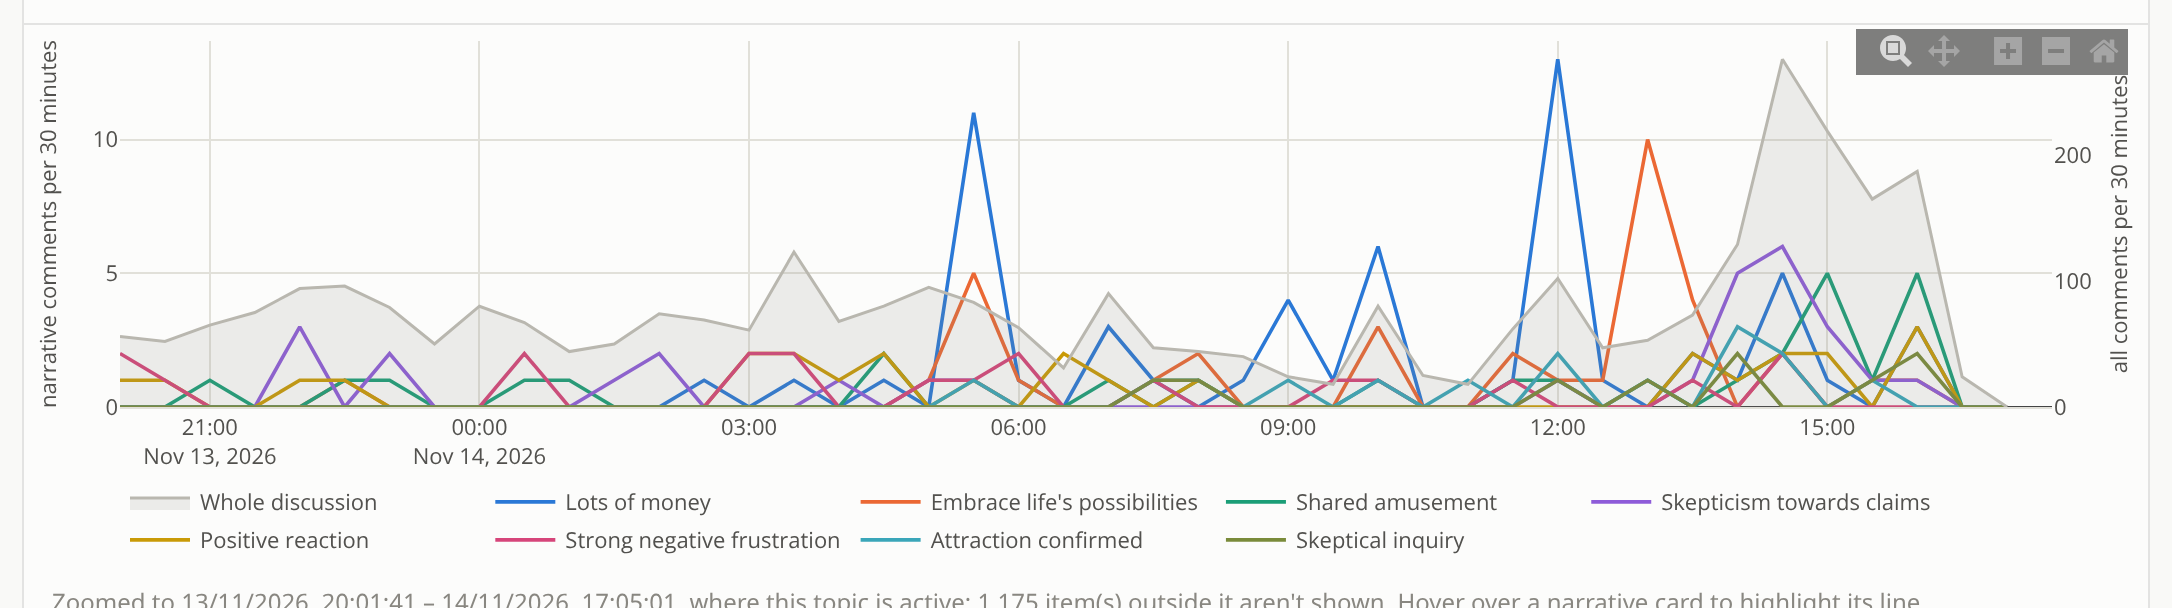 narrative comments per 30 minutes
10
5
0
200
100
0
all comments per 30 minutes
21:00 00:00 03:00 06:00 09:00 12:00 15:00
Nov 13, 2026 Nov 14, 2026
Whole discussion Lots of money Embrace life's possibilities Shared amusement Skepticism towards claims
Positive reaction Strong negative frustration Attraction confirmed Skeptical inquiry
Zoomed to 13/11/2026, 20:01:41 – 14/11/2026, 17:05:01, where this topic is active; 1,175 item(s) outside it aren't shown. Hover over a narrative card to highlight its line.